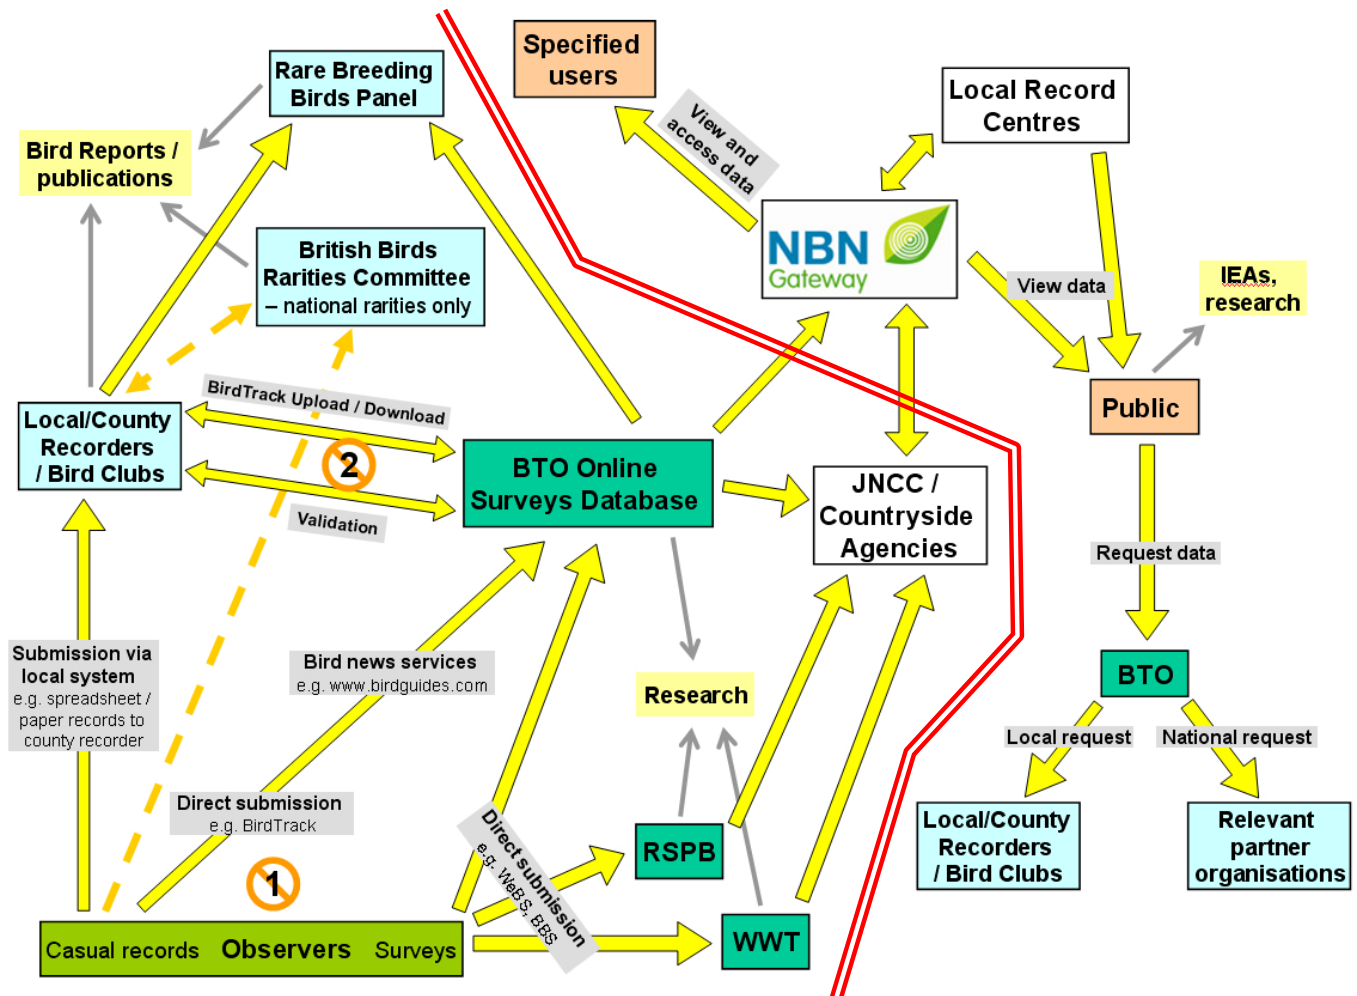 Specified
users
Rare Breeding
Birds Panel
Local Record
Centres
View and
access data
Bird Reports /
publications
NBN
Gateway
British Birds
Rarities Committee
– national rarities only
View data
IEAs,
research
BirdTrack Upload / Download
Public
Local/County
Recorders
/ Bird Clubs
2
BTO Online
Surveys Database
JNCC /
Countryside
Agencies
Validation
Request data
Submission via
local system
e.g. spreadsheet /
paper records to
county recorder
Bird news services
e.g. www.birdguides.com
Research
BTO
Local request
National request
Direct submission
e.g. BirdTrack
Direct submission
e.g. WeBS, BBS
RSPB
Local/County
Recorders
/ Bird Clubs
Relevant
partner
organisations
1
Casual records Observers Surveys
WWT